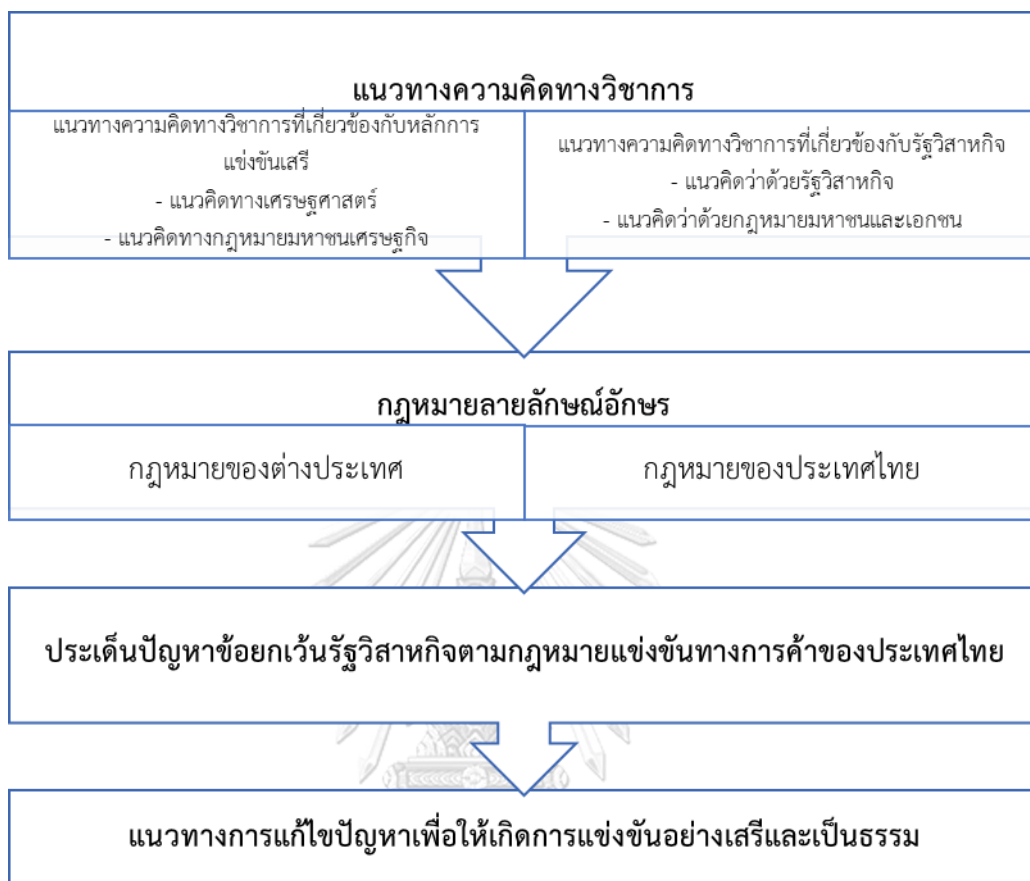 แนวทางความคิดทางวิชาการ
แนวทางความคิดทางวิชาการที่เกี่ยวข้องกับหลักการ
แข่งขันเสรี
- แนวคิดทางเศรษฐศาสตร์
- แนวคิดทางกฎหมายมหาชนเศรษฐกิจ
แนวทางความคิดทางวิชาการที่เกี่ยวข้องกับรัฐวิสาหกิจ
- แนวคิดว่าด้วยรัฐวิสาหกิจ
- แนวคิดว่าด้วยกฎหมายมหาชนและเอกชน
กฎหมายลายลักษณ์อักษร
กฎหมายของต่างประเทศ
กฎหมายของประเทศไทย
ประเด็นปัญหาข้อยกเว้นรัฐวิสาหกิจตามกฎหมายแข่งขันทางการค้าของประเทศไทย
แนวทางการแก้ไขปัญหาเพื่อให้เกิดการแข่งขันอย่างเสรีและเป็นธรรม